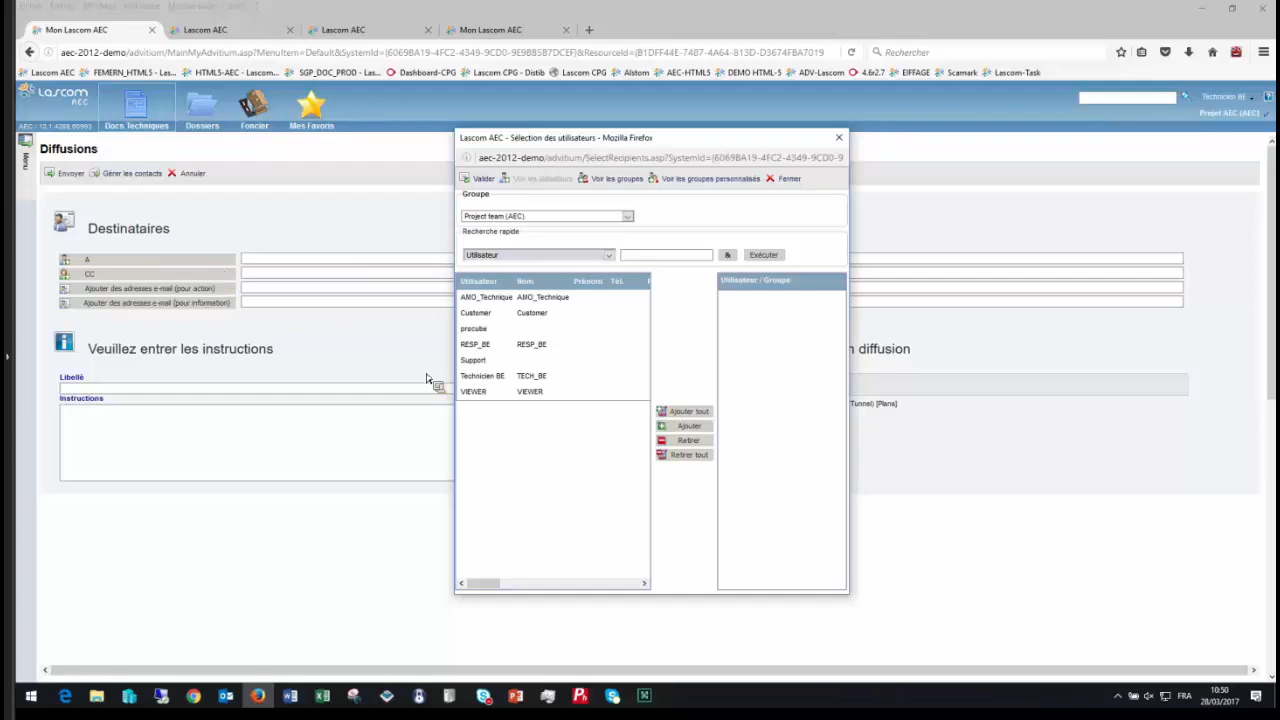 Mon Lascom AEC
Lascom AEC
Lascom AEC
Mon Lascom AEC
aec-2012-demo/advitium/MainMyAdvitium.asp?MenuItem=Default&SystemId={6069BA19-4FC2-4349-9CD0-9E9BB5B7DCEF}&ResourceId={B1DFF44E-7487-4A64-813D-D3674FBA7019
Rechercher
Lascom AEC
FEMERN_HTML5 - Las...
HTML5-AEC - Lascom...
SGP_DOC_PROD - Las...
Dashboard-CPG
Lascom CPG - Distib
Lascom CPG
Alstom
AEC-HTML5
DEMO HTML-5
ADV-Lascom
4.6r2.7
EIFFAGE
Scamark
Lascom-Task
Lascom
AEC
Docs Techniques
Dossiers
Foncier
Mes Favoris
Technicien BE
Projet AEC (AEC)
Menu
Diffusions
Envoyer
Gérer les contacts
Annuler
Destinataires
A
CC
Ajouter des adresses e-mail (pour action)
Ajouter des adresses e-mail (pour information)
Veuillez entrer les instructions
Libellé
Instructions
n diffusion
Tunnel) [Plans]
Lascom AEC - Sélection des utilisateurs - Mozilla Firefox
aec-2012-demo/advitium/SelectRecipients.asp?SystemId={6069BA19-4FC2-4349-9CD0-9
Valider
Voir les utilisateurs
Voir les groupes
Voir les groupes personnalisés
Fermer
Groupe
Project team (AEC)
Recherche rapide
Utilisateur
&
Exécuter
Utilisateur Nom Prénom Tél.
AMO_Technique AMO_Technique
Customer Customer
procube
RESP_BE RESP_BE
Support
Technicien BE TECH_BE
VIEWER VIEWER
Ajouter tout
Ajouter
Retirer
Retirer tout
Utilisateur / Groupe
FRA
10:50
28/03/2017